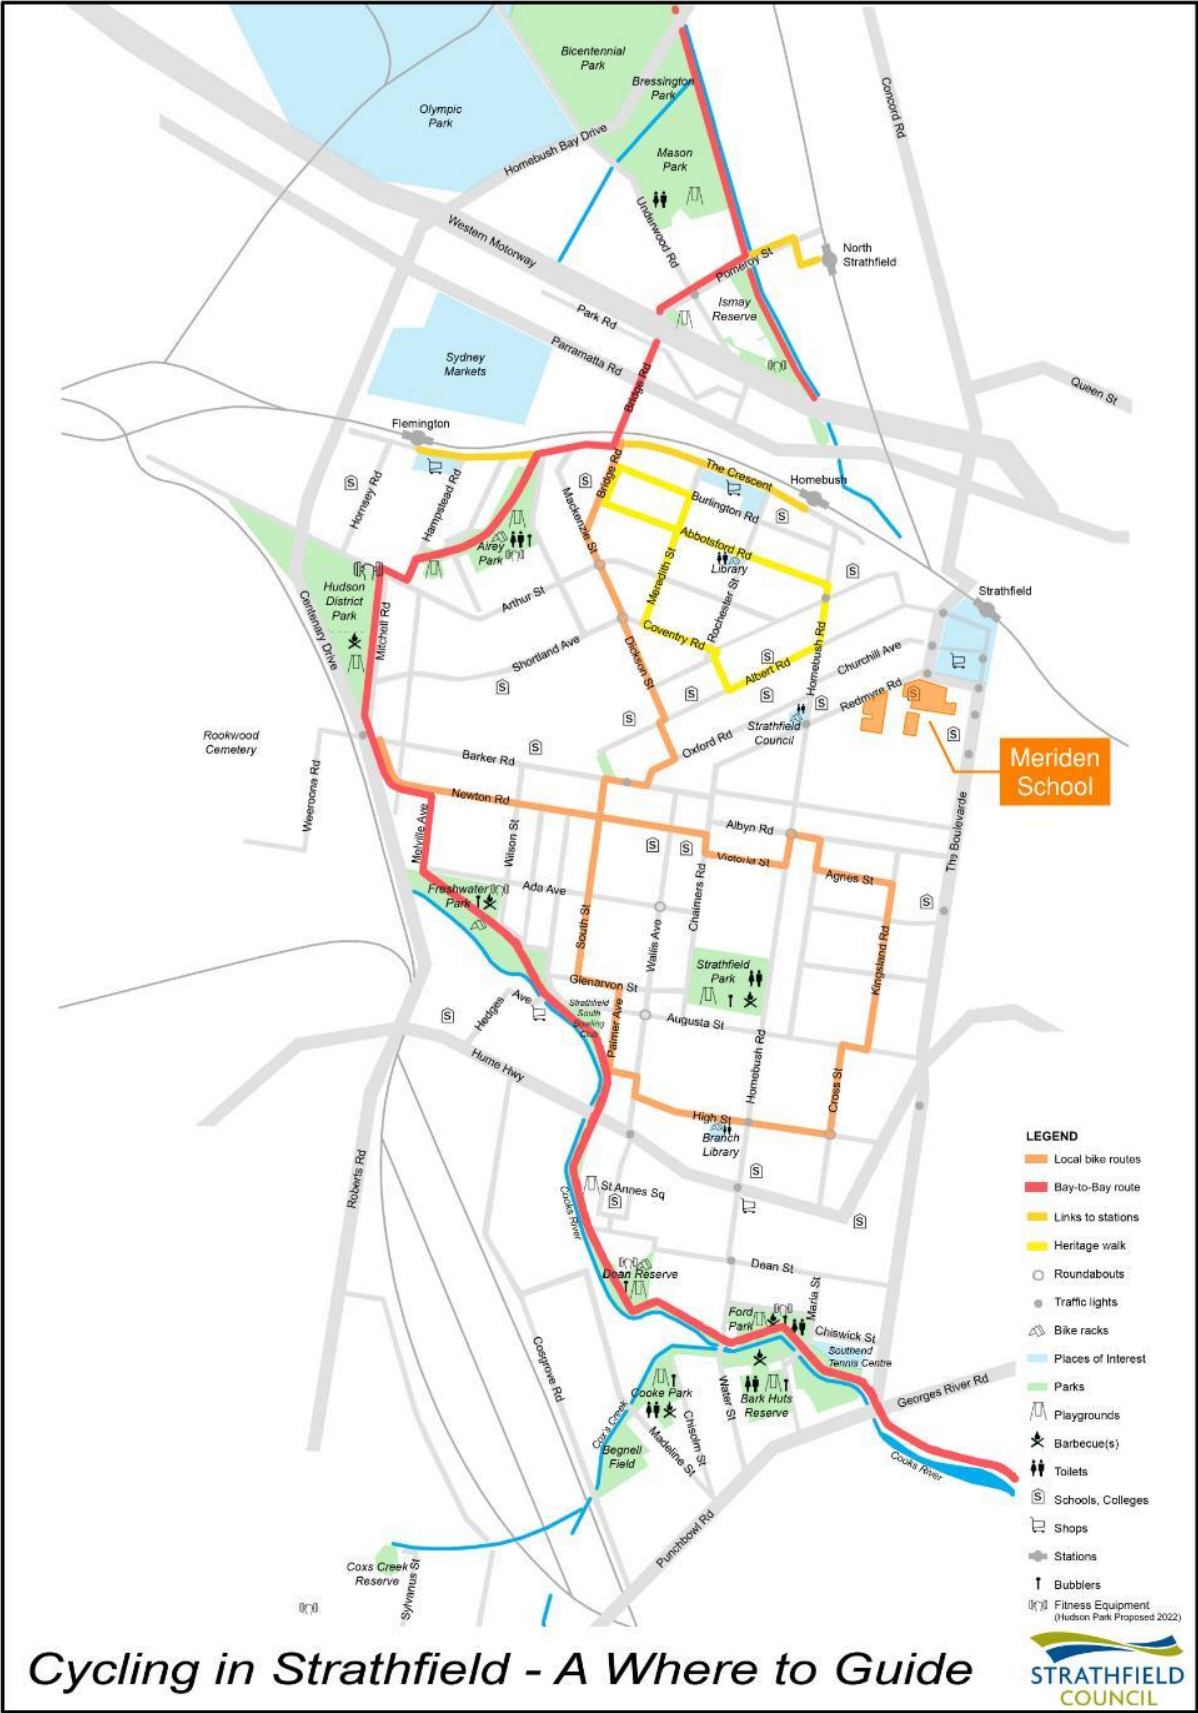 Bicentennial
Park
Bressington
Park
Olympic
Park
Concord Rd
Homebush Bay Drive
Mason
Park
Underwood Rd
Western Motorway
North
Strathfield
Pomeroy St
Ismay
Reserve
Park Rd
Parramatta Rd
Sydney
Markets
Bridge Rd
Queen St
Flemington
The Crescent
Homebush
Hornsey Rd
Hampstead Rd
Bridge Rd
Mackenzie St
Burlington Rd
Abbotsford Rd
Airey
Park
Library
Meredith St
Rochester St
Strathfield
Hudson
District
Park
Centenary Drive
Mitchell Rd
Arthur St
Coventry Rd
Dickson St
Homebush Rd
Shortland Ave
Churchill Ave
Albert Rd
Redmyre Rd
Rookwood
Cemetery
Strathfield
Council
Oxford Rd
Barker Rd
Meriden
School
Weeroona Rd
Newton Rd
Melville Ave
Wilson St
Albyn Rd
The Boulevarde
Victoria St
Agnes St
Freshwater
Park
Ada Ave
Chalmers Rd
South St
Wallis Ave
Kingsland Rd
Strathfield
Park
Glenarvon St
Hedges Ave
Strathfield
South
Bowling
Club
Palmer Ave
Augusta St
Hume Hwy
Homebush Rd
Cross St
High St
Branch
Library
Roberts Rd
St Annes Sq
Cooks River
Dean Reserve
Dean St
Maria St
Ford
Park
Chiswick St
Southend
Tennis Centre
Cosgrove Rd
Cooke Park
Water St
Bark Huts
Reserve
Georges River Rd
Cox's Creek
Chisolm St
Madeline St
Begnell
Field
Cooks River
Punchbowl Rd
Coxs Creek
Reserve
Sylvanus St
LEGEND
Local bike routes
Bay-to-Bay route
Links to stations
Heritage walk
Roundabouts
Traffic lights
Bike racks
Places of Interest
Parks
Playgrounds
Barbecue(s)
Toilets
S Schools, Colleges
Shops
Stations
Bubblers
Fitness Equipment
(Hudson Park Proposed 2022)
Cycling in Strathfield - A Where to Guide
STRATHFIELD
COUNCIL